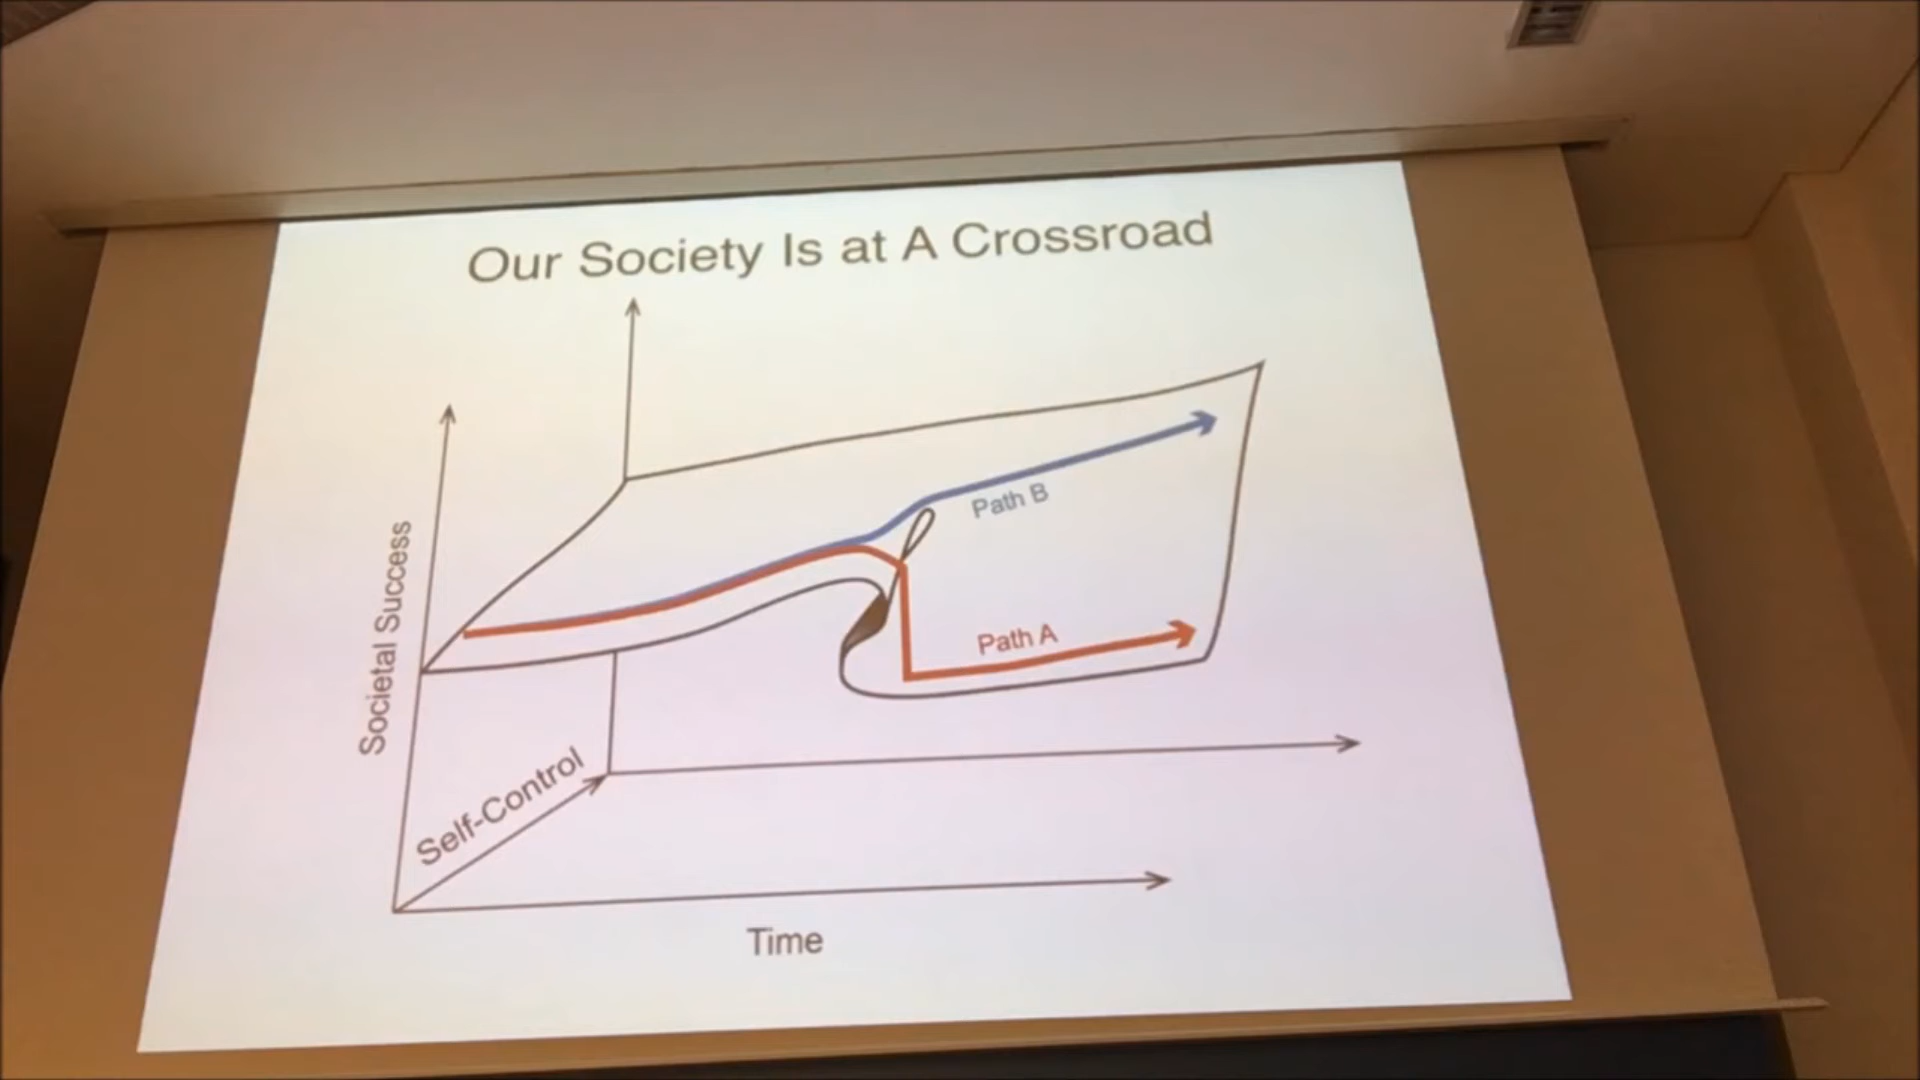 Our Society Is at A Crossroad
Path B
Path A
Societal Success
Self-Control
Time